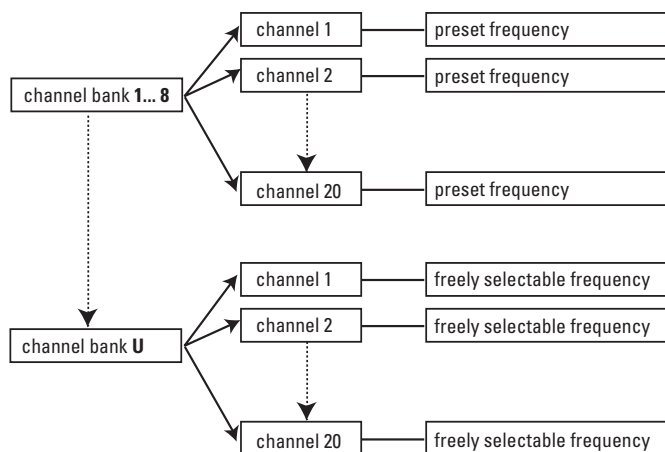 channel 1 preset frequency
channel 2 preset frequency
channel bank 1... 8
channel 20 preset frequency
channel 1 freely selectable frequency
channel 2 freely selectable frequency
channel bank U
channel 20 freely selectable frequency